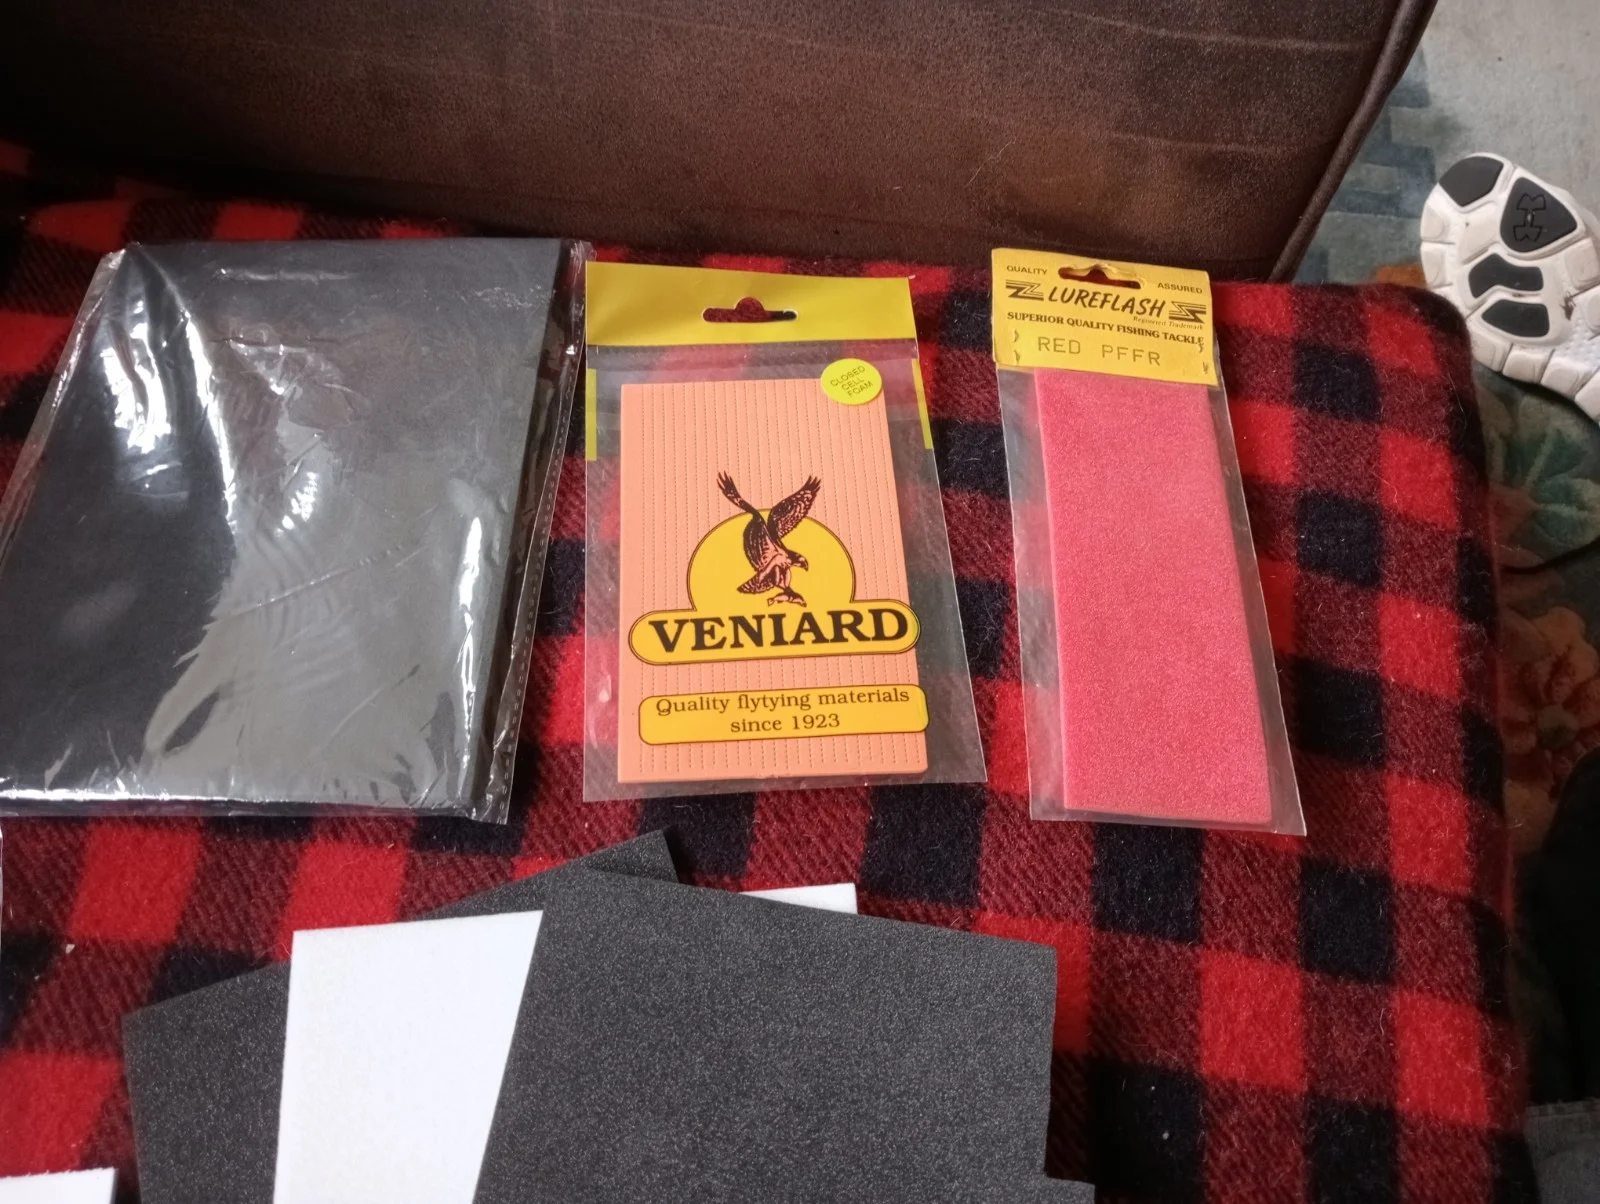 CLOSED
CELL
FOAM
VENIARD
Quality flytying materials
since 1923
QUALITY ASSURED
LUREFLASH
Registered Trademark
SUPERIOR QUALITY FISHING TACKLE
RED PFFR